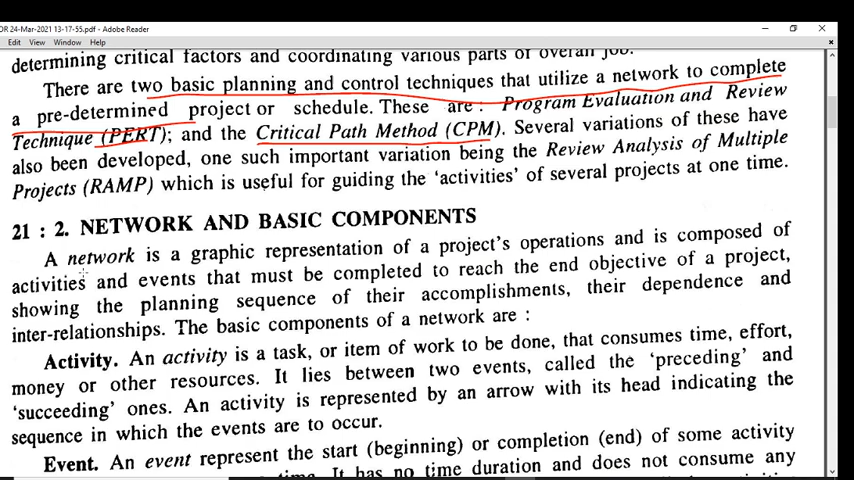 OR 24-Mar-2021 13-17-55.pdf - Adobe Reader
Edit View Window Help
determining critical factors and coordinating various parts of overall job.
There are two basic planning and control techniques that utilize a network to complete
a pre-determined project or schedule. These are : Program Evaluation and Review
Technique (PERT); and the Critical Path Method (CPM). Several variations of these have
also been developed, one such important variation being the Review Analysis of Multiple
Projects (RAMP) which is useful for guiding the 'activities' of several projects at one time.
21 : 2. NETWORK AND BASIC COMPONENTS
A network is a graphic representation of a project's operations and is composed of
activities and events that must be completed to reach the end objective of a project,
showing the planning sequence of their accomplishments, their dependence and
inter-relationships. The basic components of a network are :
Activity. An activity is a task, or item of work to be done, that consumes time, effort,
money or other resources. It lies between two events, called the 'preceding' and
'succeeding' ones. An activity is represented by an arrow with its head indicating the
sequence in which the events are to occur.
Event. An event represent the start (beginning) or completion (end) of some activity
time. It has no time duration and does not consume any